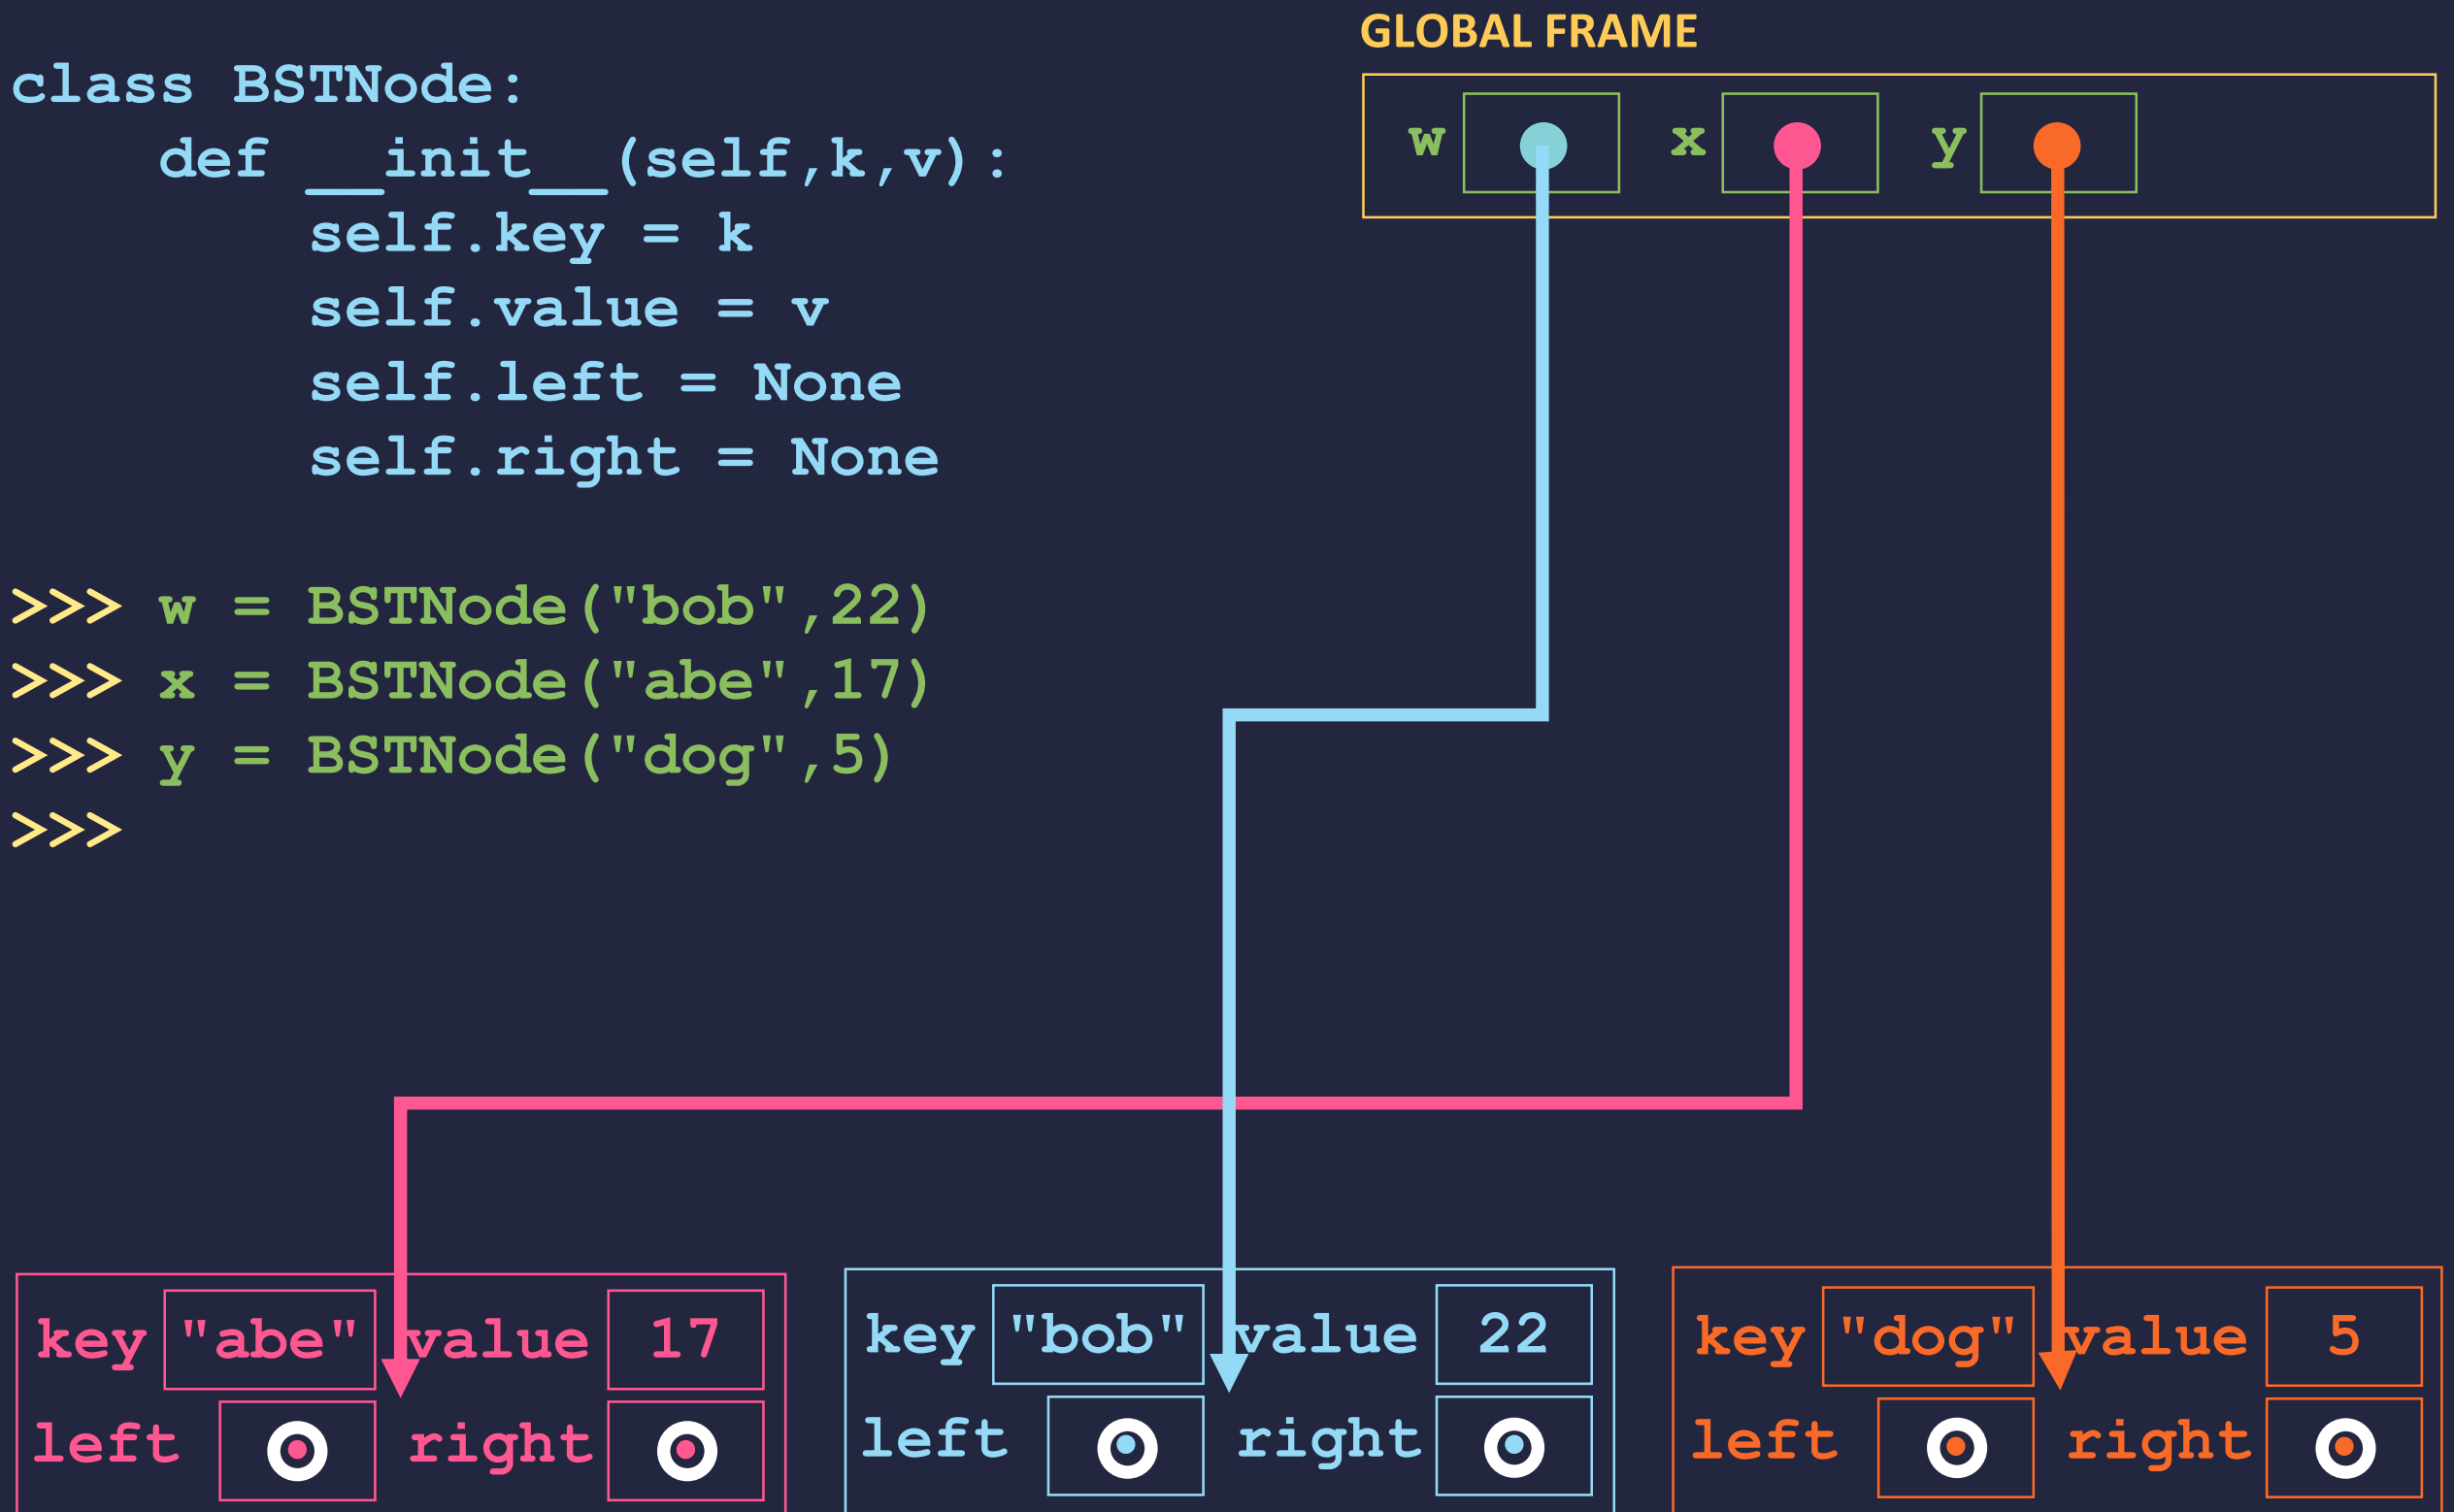 GLOBAL FRAME
w x y
class BSTNode:
    def __init__(self,k,v):
        self.key = k
        self.value = v
        self.left = None
        self.right = None
>>> w = BSTNode("bob",22)
>>> x = BSTNode("abe",17)
>>> y = BSTNode("dog",5)
>>>
key "abe" value 17
left right
key "bob" value 22
left right
key "dog" value 5
left right